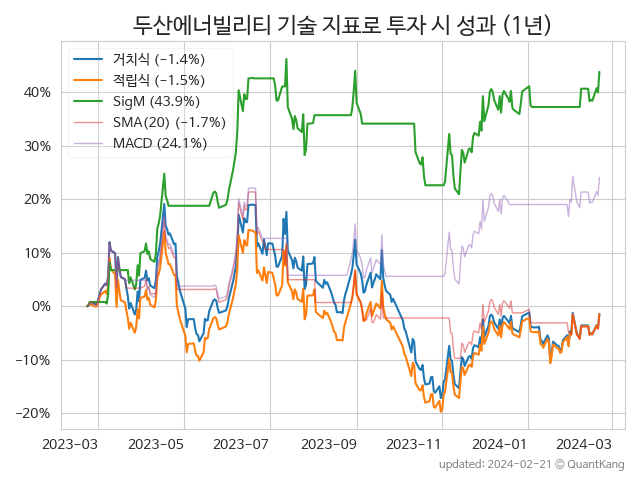 두산에너빌리티 기술 지표로 투자 시 성과 (1년)
거치식 (−1.4%)
적립식 (−1.5%)
SigM (43.9%)
SMA(20) (−1.7%)
MACD (24.1%)
40%
30%
20%
10%
0%
−10%
−20%
2023−03 2023−05 2023−07 2023−09 2023−11 2024−01 2024−03
updated: 2024−02−21 © QuantKang